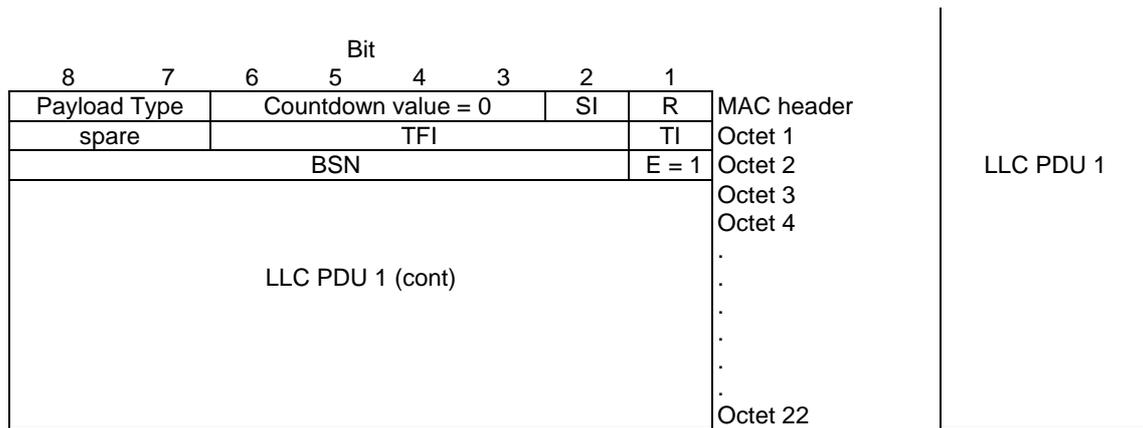 Bit
8 7 6 5 4 3 2 1
Payload Type Countdown value = 0 SI R MAC header
spare TFI TI Octet 1
BSN E = 1 Octet 2 LLC PDU 1
Octet 3
Octet 4
.
LLC PDU 1 (cont) .
.
.
.
.
Octet 22